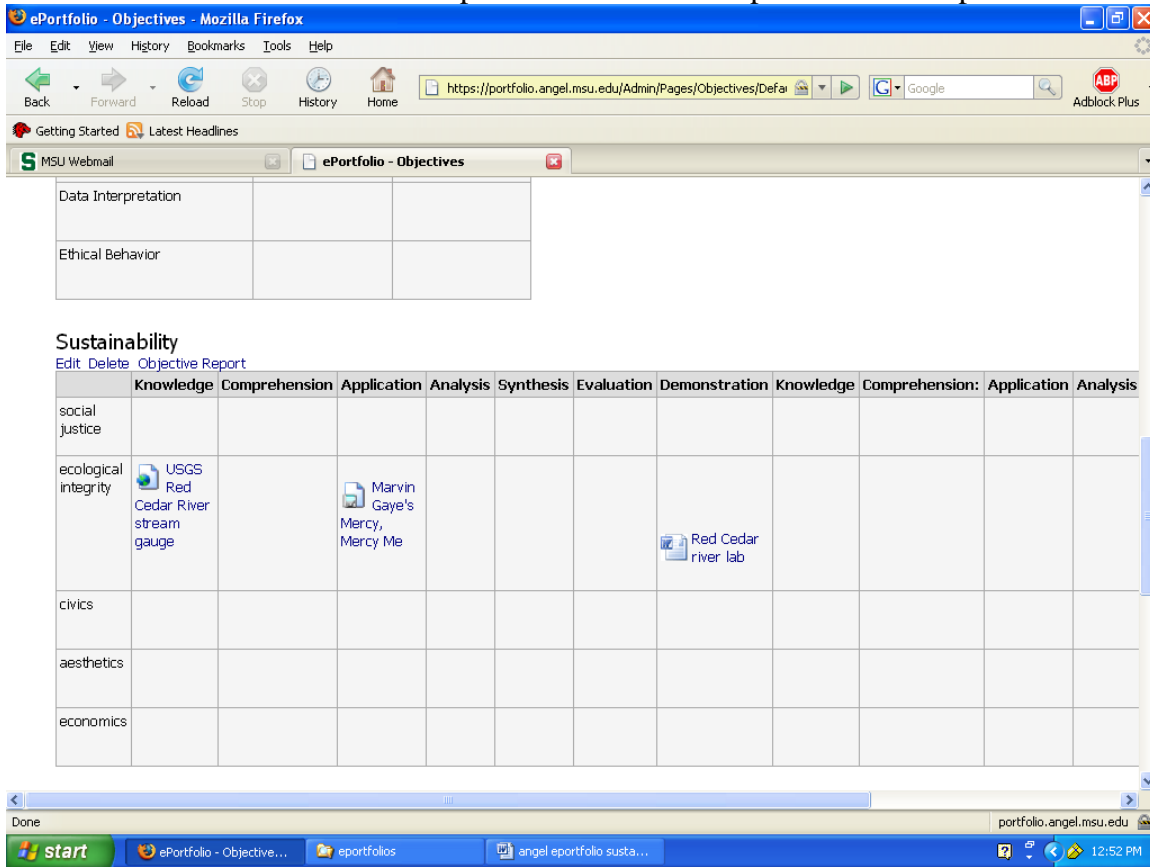 ePortfolio - Objectives - Mozilla Firefox
File Edit View History Bookmarks Tools Help
https://portfolio.angel.msu.edu/Admin/Pages/Objectives/Defau
Google
ABP
Back Forward Reload Stop History Home Adblock Plus
Getting Started Latest Headlines
S MSU Webmail ePortfolio - Objectives
Data Interpretation
Ethical Behavior
Sustainability
Edit Delete Objective Report
Knowledge Comprehension Application Analysis Synthesis Evaluation Demonstration Knowledge Comprehension: Application Analysis
social
justice
ecological
integrity
USGS
Red
Cedar River
stream
gauge
Marvin
Gaye's
Mercy,
Mercy Me
Red Cedar
river lab
civics
aesthetics
economics
Done portfolio.angel.msu.edu
start ePortfolio - Objective... eportfolios angel eportfolio susta... 12:52 PM